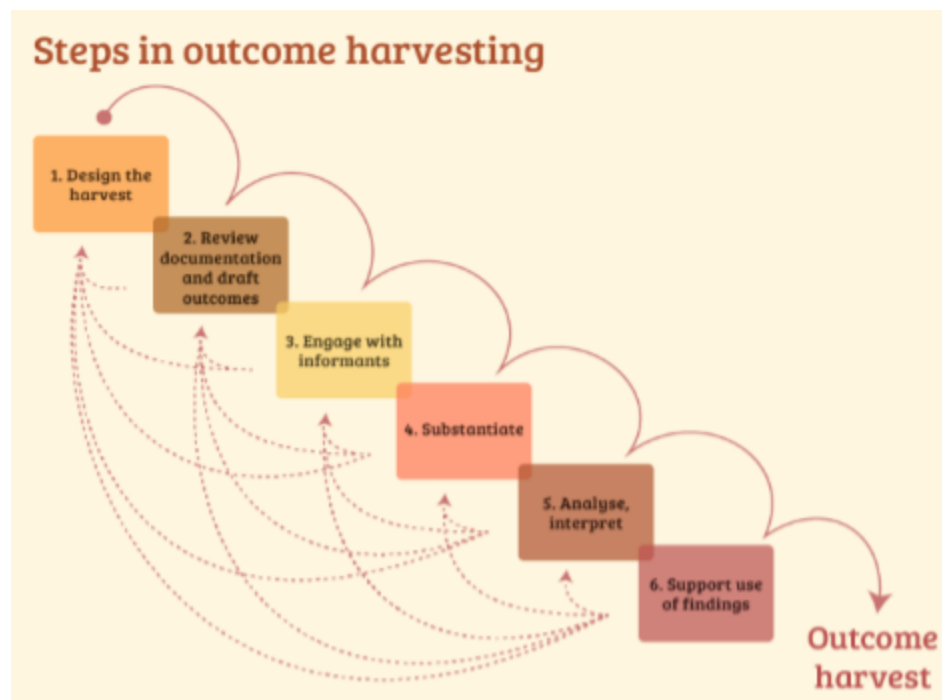 Steps in outcome harvesting
1. Design the
harvest
2. Review
documentation
and draft
outcomes
3. Engage with
informants
4. Substantiate
5. Analyse,
interpret
6. Support use
of findings
Outcome
harvest